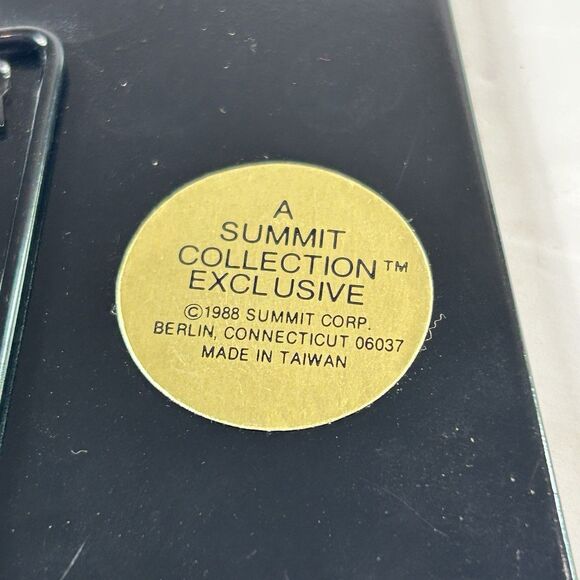 A
SUMMIT
COLLECTION™
EXCLUSIVE
©1988 SUMMIT CORP.
BERLIN, CONNECTICUT 06037
MADE IN TAIWAN